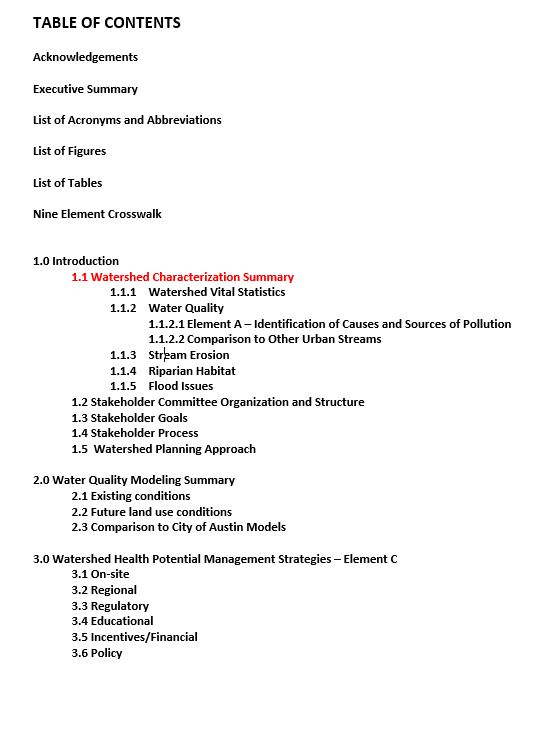 TABLE OF CONTENTS
Acknowledgements
Executive Summary
List of Acronyms and Abbreviations
List of Figures
List of Tables
Nine Element Crosswalk
1.0 Introduction
1.1 Watershed Characterization Summary
1.1.1 Watershed Vital Statistics
1.1.2 Water Quality
1.1.2.1 Element A – Identification of Causes and Sources of Pollution
1.1.2.2 Comparison to Other Urban Streams
1.1.3 Stream Erosion
1.1.4 Riparian Habitat
1.1.5 Flood Issues
1.2 Stakeholder Committee Organization and Structure
1.3 Stakeholder Goals
1.4 Stakeholder Process
1.5 Watershed Planning Approach
2.0 Water Quality Modeling Summary
2.1 Existing conditions
2.2 Future land use conditions
2.3 Comparison to City of Austin Models
3.0 Watershed Health Potential Management Strategies – Element C
3.1 On-site
3.2 Regional
3.3 Regulatory
3.4 Educational
3.5 Incentives/Financial
3.6 Policy